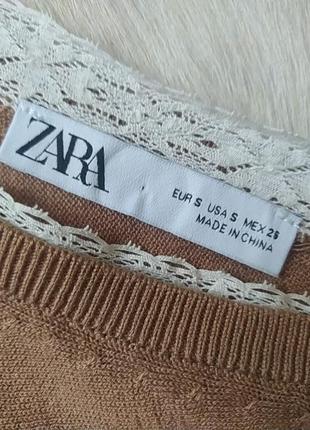 ZARA
EUR S USA S MEX 26
MADE IN CHINA